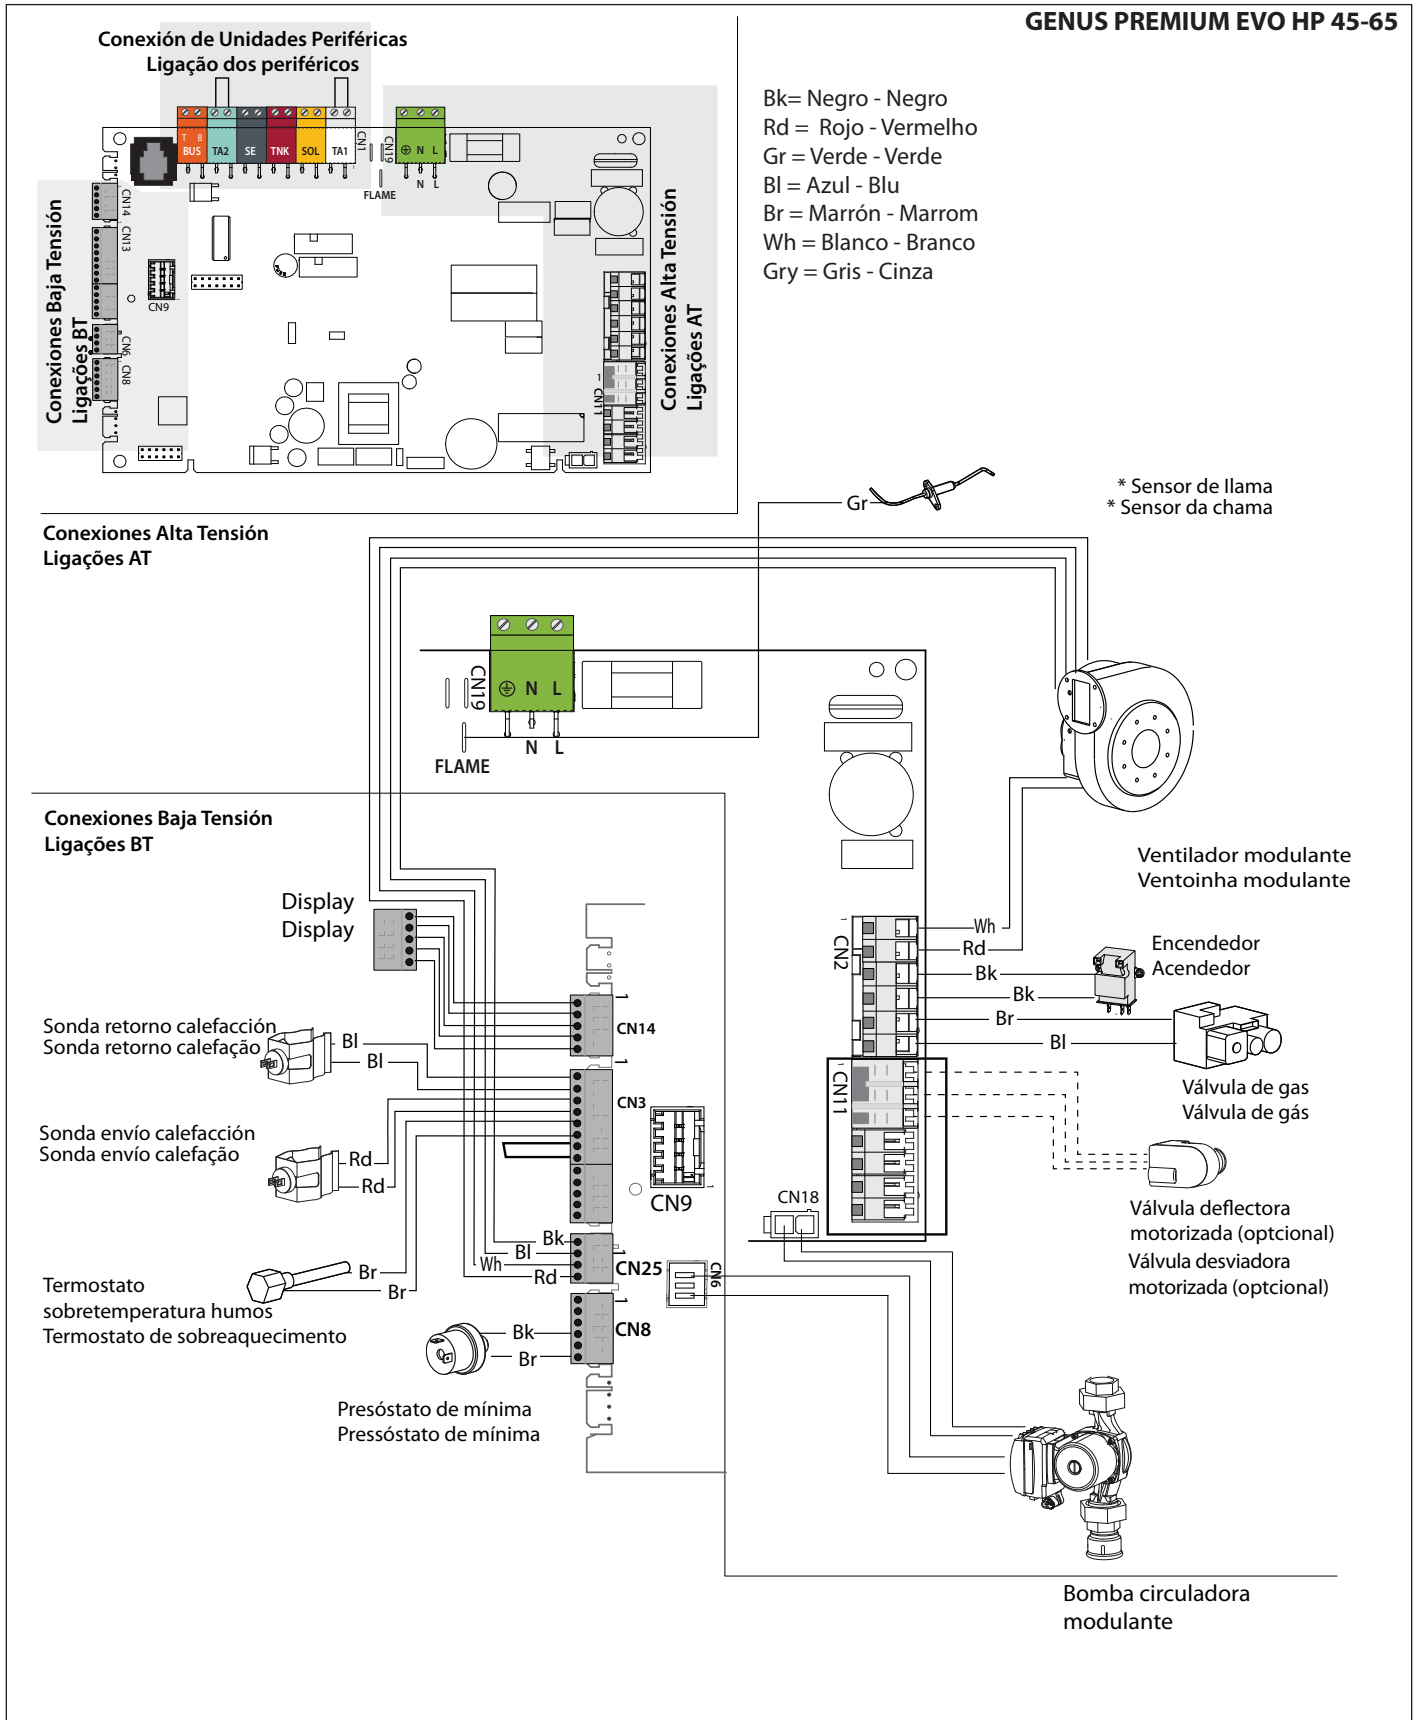 GENUS PREMIUM EVO HP 45-65
Conexión de Unidades Periféricas
Ligação dos periféricos
T B
BUS
TA2
SE
TNK
SOL
TA1
CN1
CN19
N L
N L
FLAME
CN14
CN13
CN9
CN6
CN8
1
CN11
Conexiones Baja Tensión
Ligações BT
Conexiones Alta Tensión
Ligações AT
Bk= Negro - Negro
Rd = Rojo - Vermelho
Gr = Verde - Verde
Bl = Azul - Blu
Br = Marrón - Marrom
Wh = Blanco - Branco
Gry = Gris - Cinza
Conexiones Alta Tensión
Ligações AT
Gr
* Sensor de llama
* Sensor da chama
CN19
N L
N L
FLAME
Ventilador modulante
Ventoinha modulante
Conexiones Baja Tensión
Ligações BT
Display
Display
1
CN14
Sonda retorno calefacción
Sonda retorno calefação
Bl
Bl
1
CN3
Sonda envío calefacción
Sonda envío calefação
Rd
Rd
CN9
1
Termostato
sobretemperatura humos
Termostato de sobreaquecimento
Br
Br
Bk
Bl
Wh
Rd
1
CN25
CN6
1
CN8
Bk
Br
Presóstato de mínima
Pressóstato de mínima
1
CN2
Wh
Rd
Bk
Bk
Br
Bl
Encendedor
Acendedor
Válvula de gas
Válvula de gás
1
CN11
CN18
Válvula deflectora
motorizada (optcional)
Válvula desviadora
motorizada (optcional)
Bomba circuladora
modulante